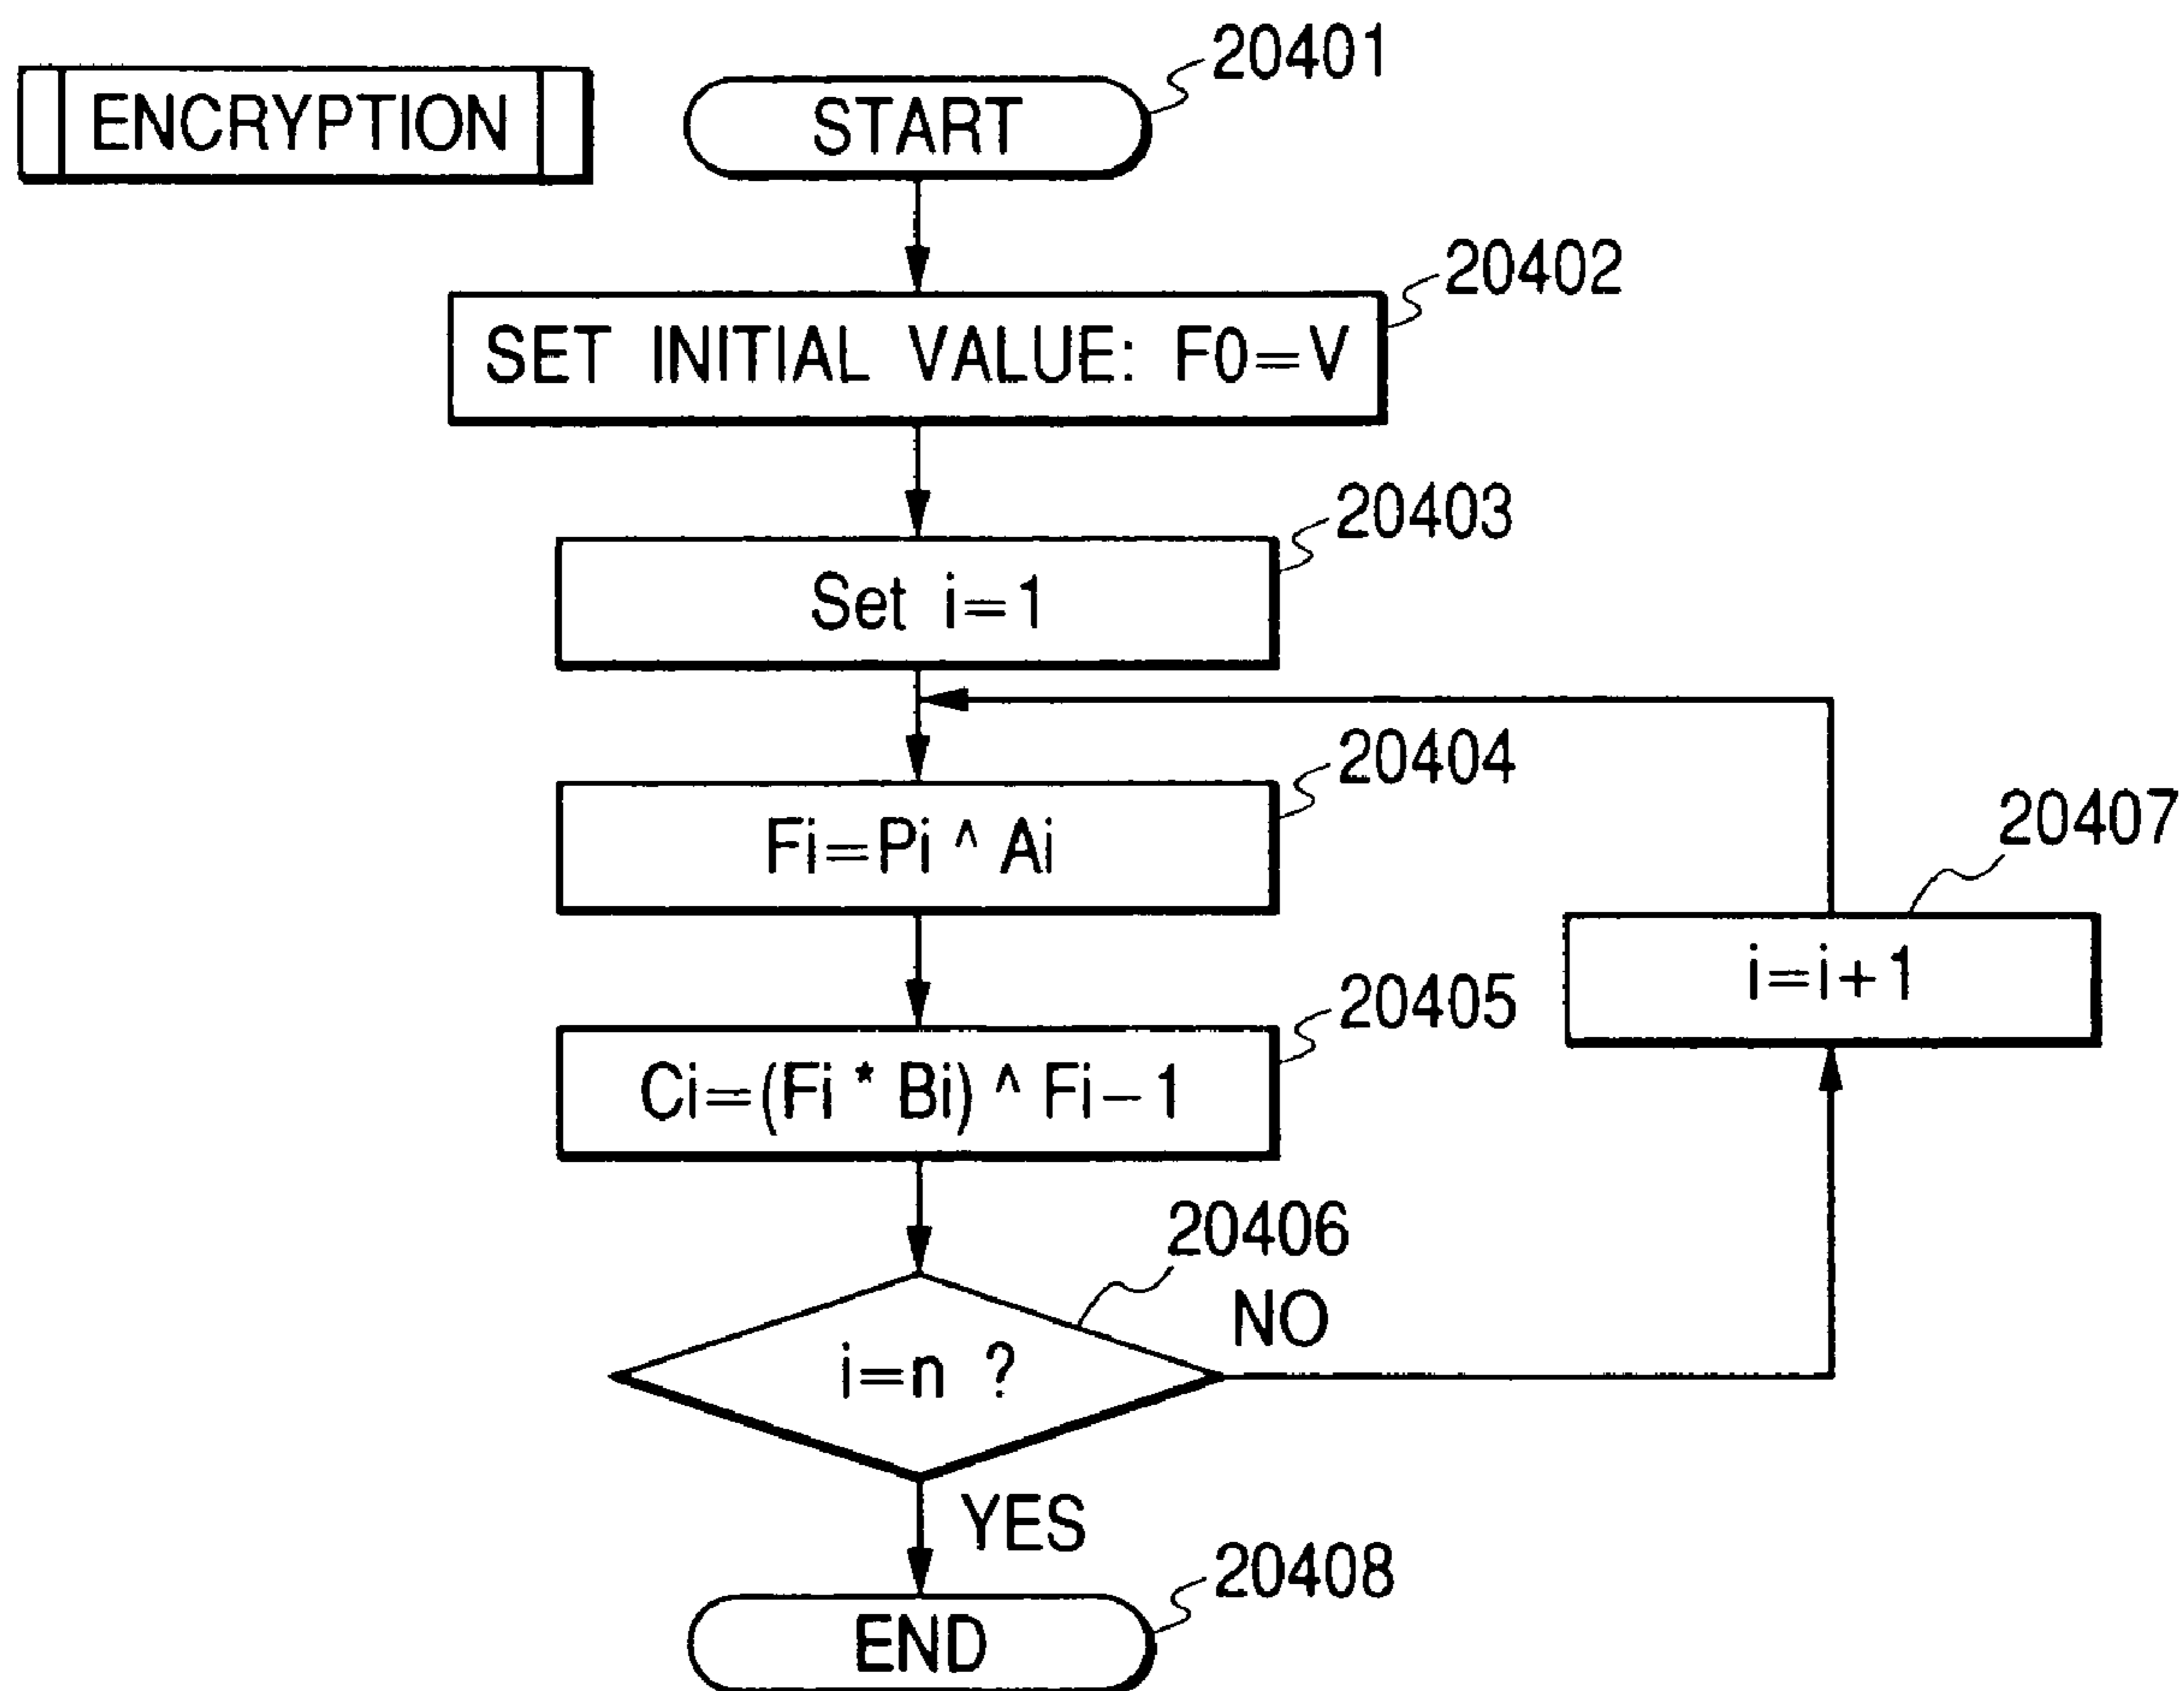 ENCRYPTION
START
20401
SET INITIAL VALUE: F0=V
20402
Set i=1
20403
Fi=Pi ^ Ai
20404
i=i+1
20407
Ci=(Fi * Bi) ^ Fi-1
20405
i=n ?
20406
NO
YES
END
20408